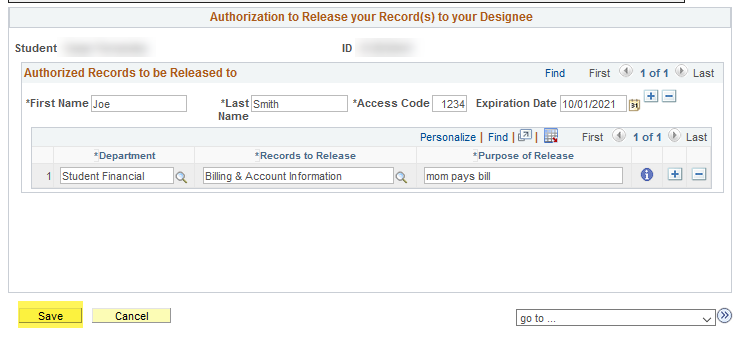 Authorization to Release your Record(s) to your Designee
Student ID
Authorized Records to be Released to Find First 1 of 1 Last
*First Name Joe *Last Name Smith *Access Code 1234 Expiration Date 10/01/2021 31
Personalize | Find | | First 1 of 1 Last
*Department *Records to Release *Purpose of Release
1 Student Financial Billing & Account Information mom pays bill
Save Cancel go to ...